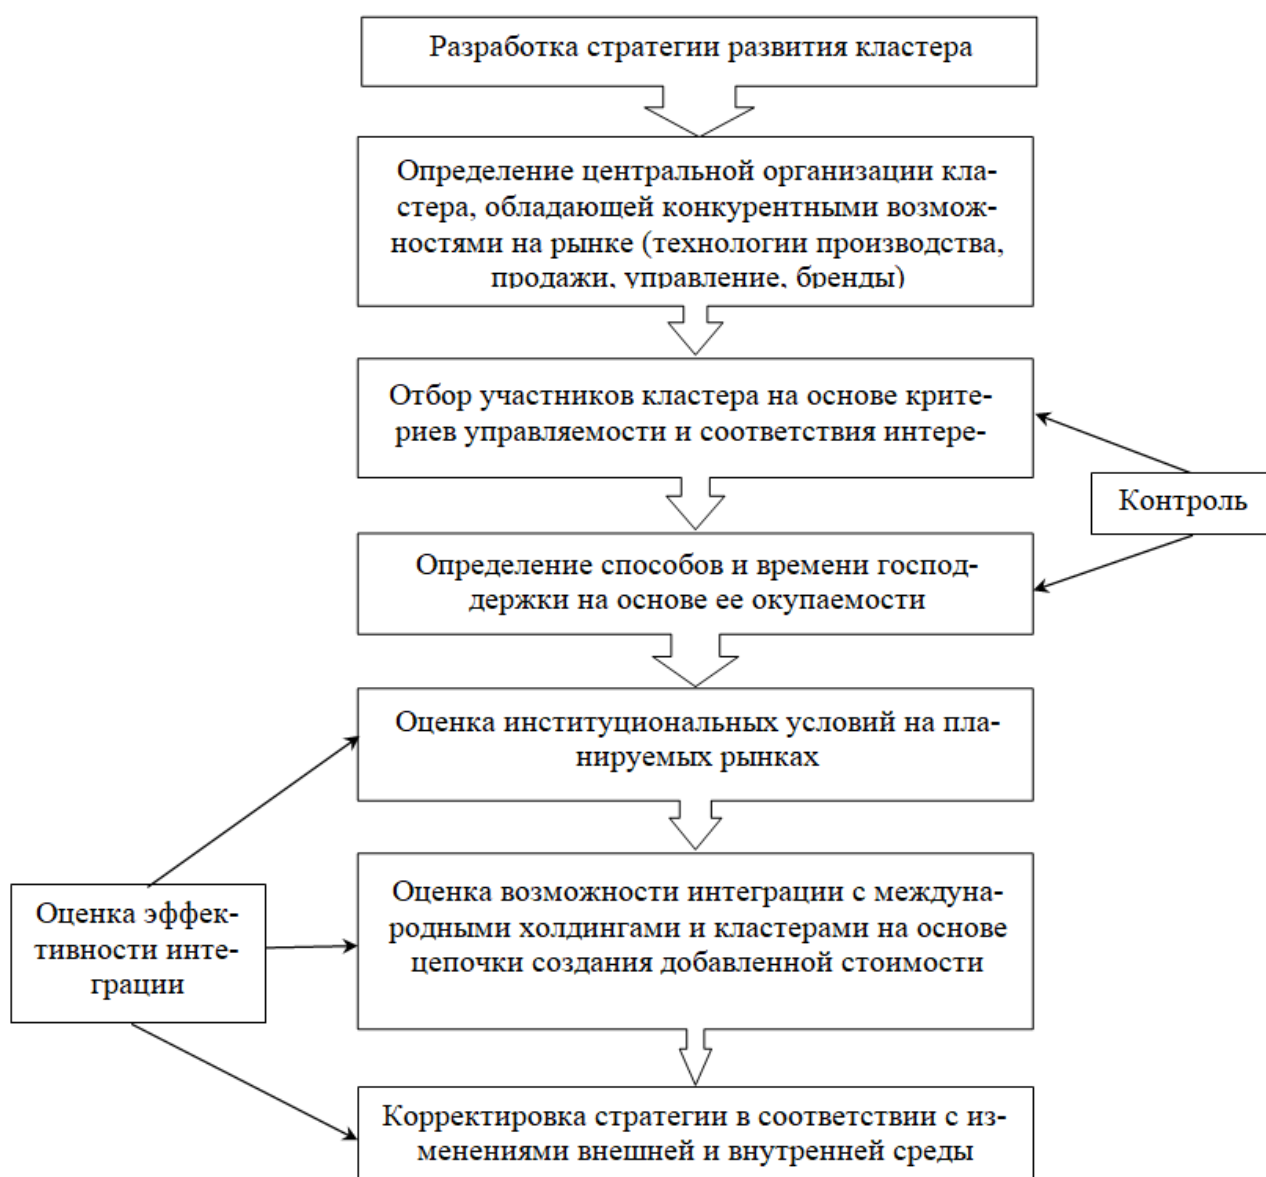 Разработка стратегии развития кластера
Определение центральной организации кла-
стера, обладающей конкурентными возмож-
ностями на рынке (технологии производства,
продажи, управление, бренды)
Отбор участников кластера на основе крите-
риев управляемости и соответствия интере-
Контроль
Определение способов и времени господ-
держки на основе ее окупаемости
Оценка институциональных условий на пла-
нируемых рынках
Оценка эффек-
тивности инте-
грации
Оценка возможности интеграции с междуна-
родными холдингами и кластерами на основе
цепочки создания добавленной стоимости
Корректировка стратегии в соответствии с из-
менениями внешней и внутренней среды